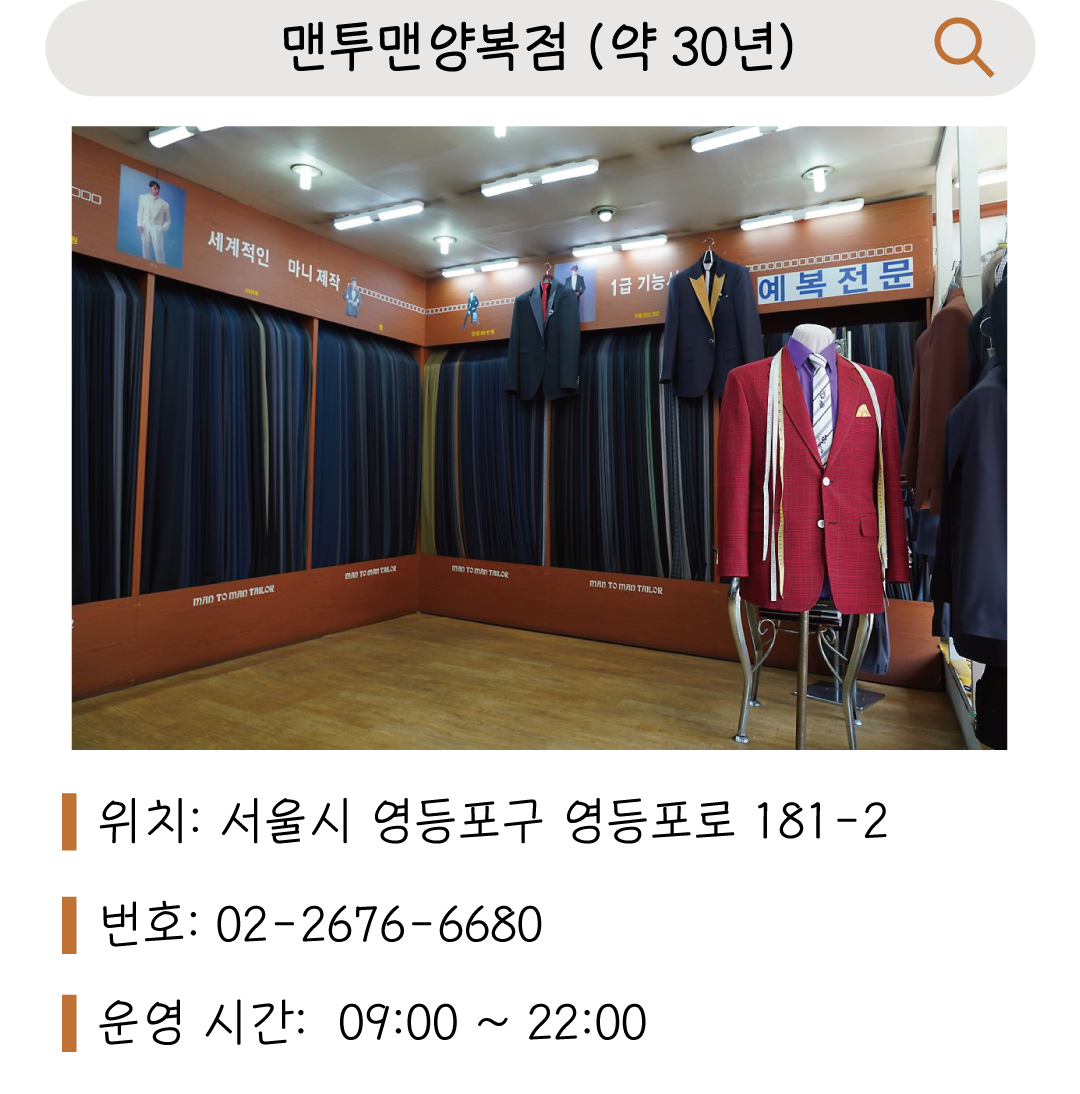 맨투맨양복점 (약 30년)
세계적인 마니 제작
1급 기능
예복전문
MAN TO MAN TAILOR
MAN TO MAN TAILOR
MAN TO MAN TAILOR
MAN TO MAN TAILOR
위치: 서울시 영등포구 영등포로 181-2
번호: 02-2676-6680
운영 시간: 09:00 ~ 22:00